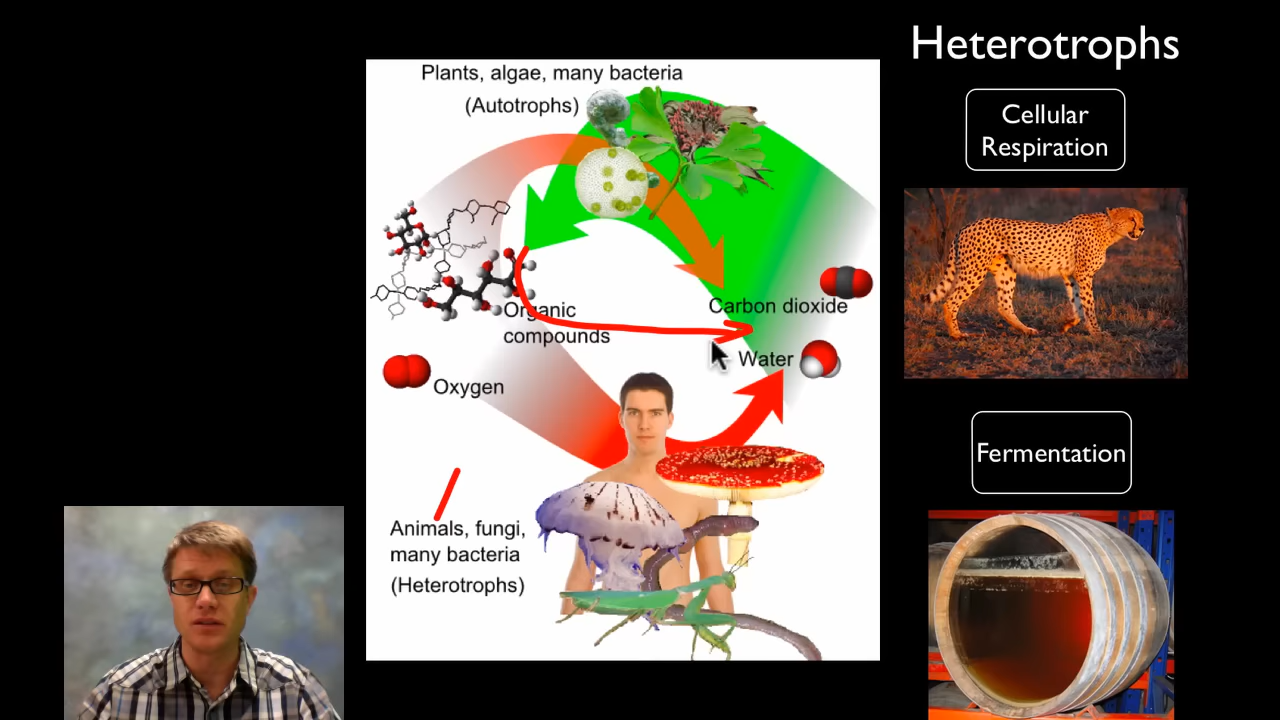 Heterotrophs
Plants, algae, many bacteria
(Autotrophs)
Cellular
Respiration
Organic
compounds
Carbon dioxide
Water
Oxygen
Animals, fungi,
many bacteria
(Heterotrophs)
Fermentation